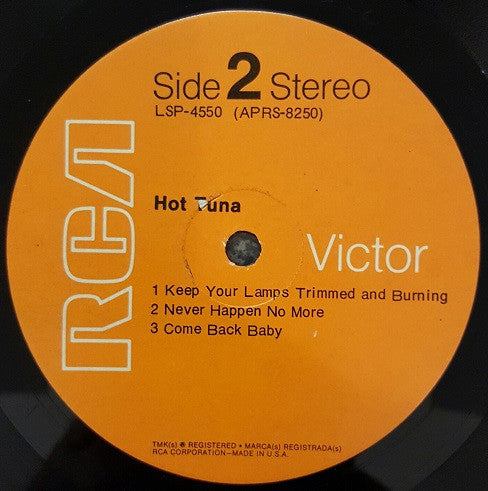 Side 2 Stereo
LSP-4550 (APRS-8250)
RCA
Hot Tuna
Victor
1 Keep Your Lamps Trimmed and Burning
2 Never Happen No More
3 Come Back Baby
TMK(s) ® REGISTERED • MARCA(s) REGISTRADA(s)
RCA CORPORATION—MADE IN U.S.A.